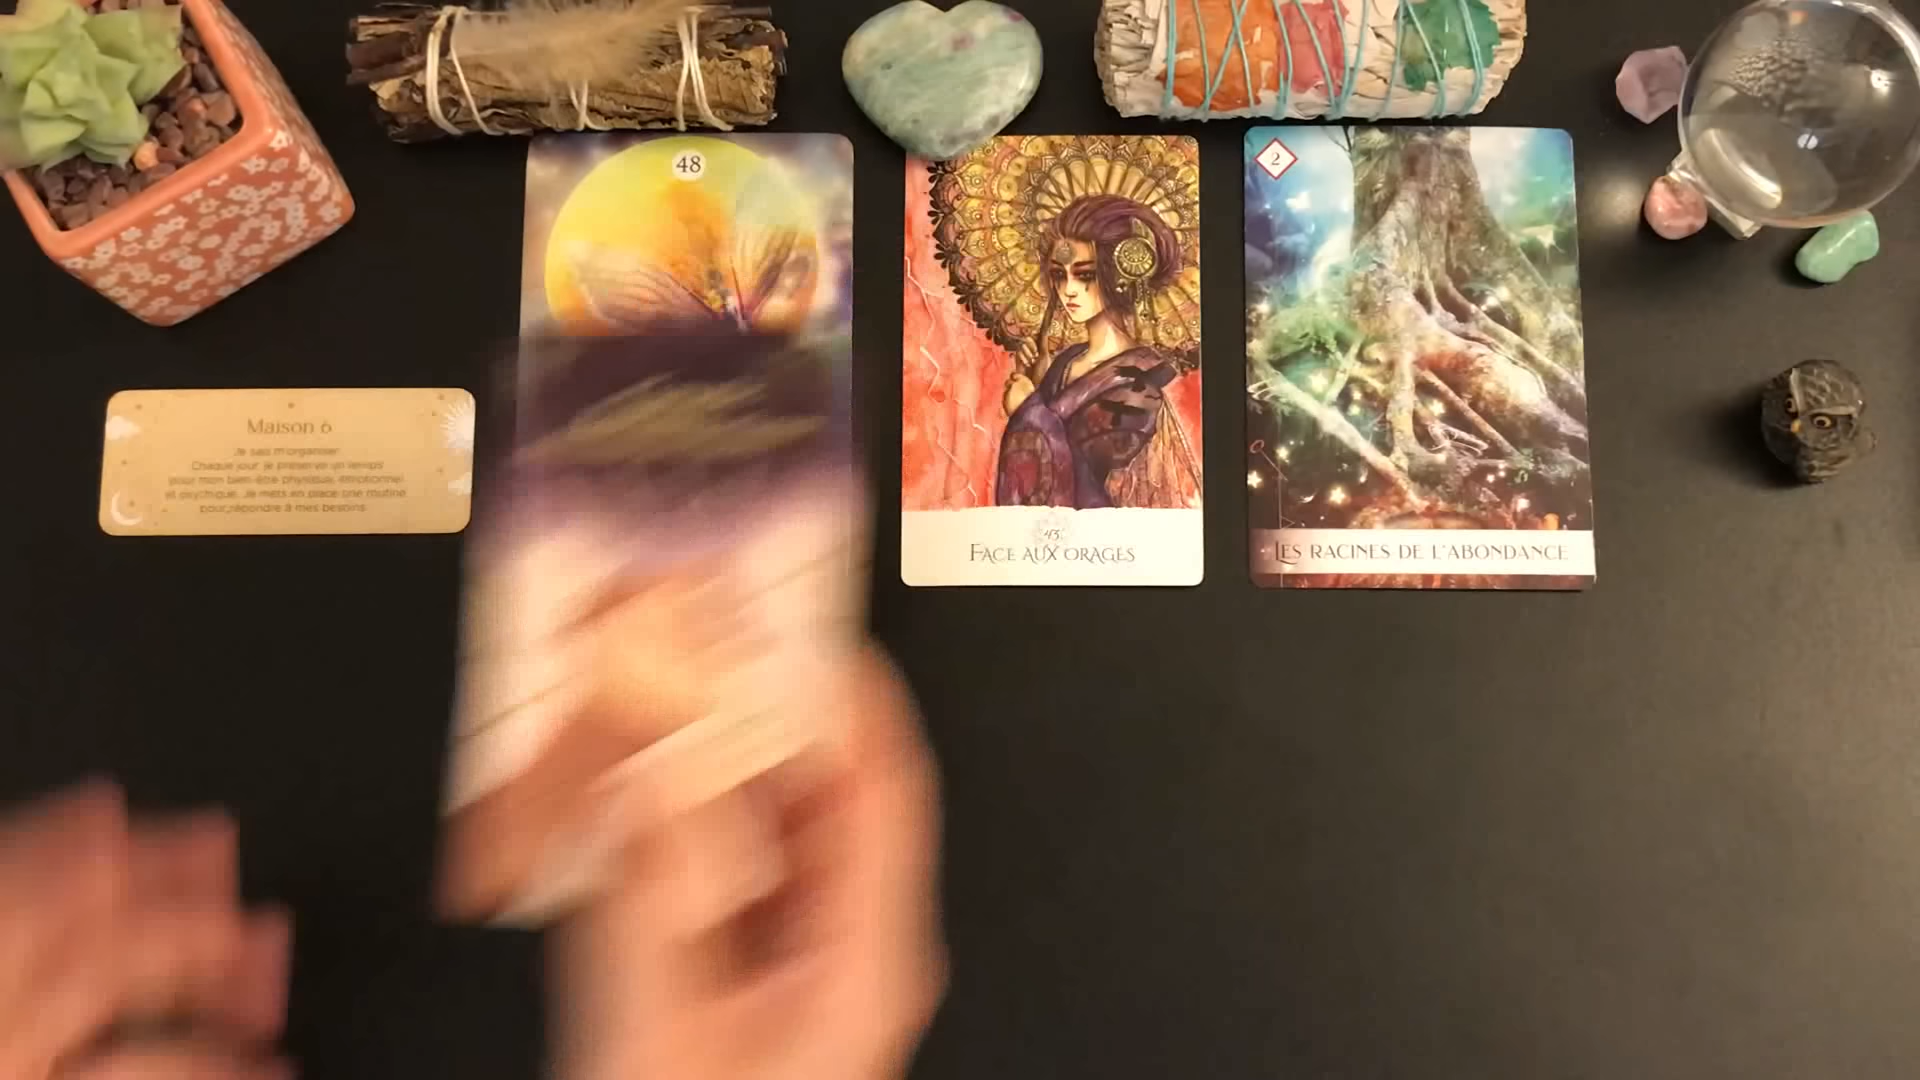 Maison 6
Je sais m'organiser.
Chaque jour, je préserve un temps
pour mon bien-être physique, émotionnel
et psychique. Je mets en place une routine
pour répondre à mes besoins.
48
43
FACE AUX ORAGES
2
LES RACINES DE L'ABONDANCE